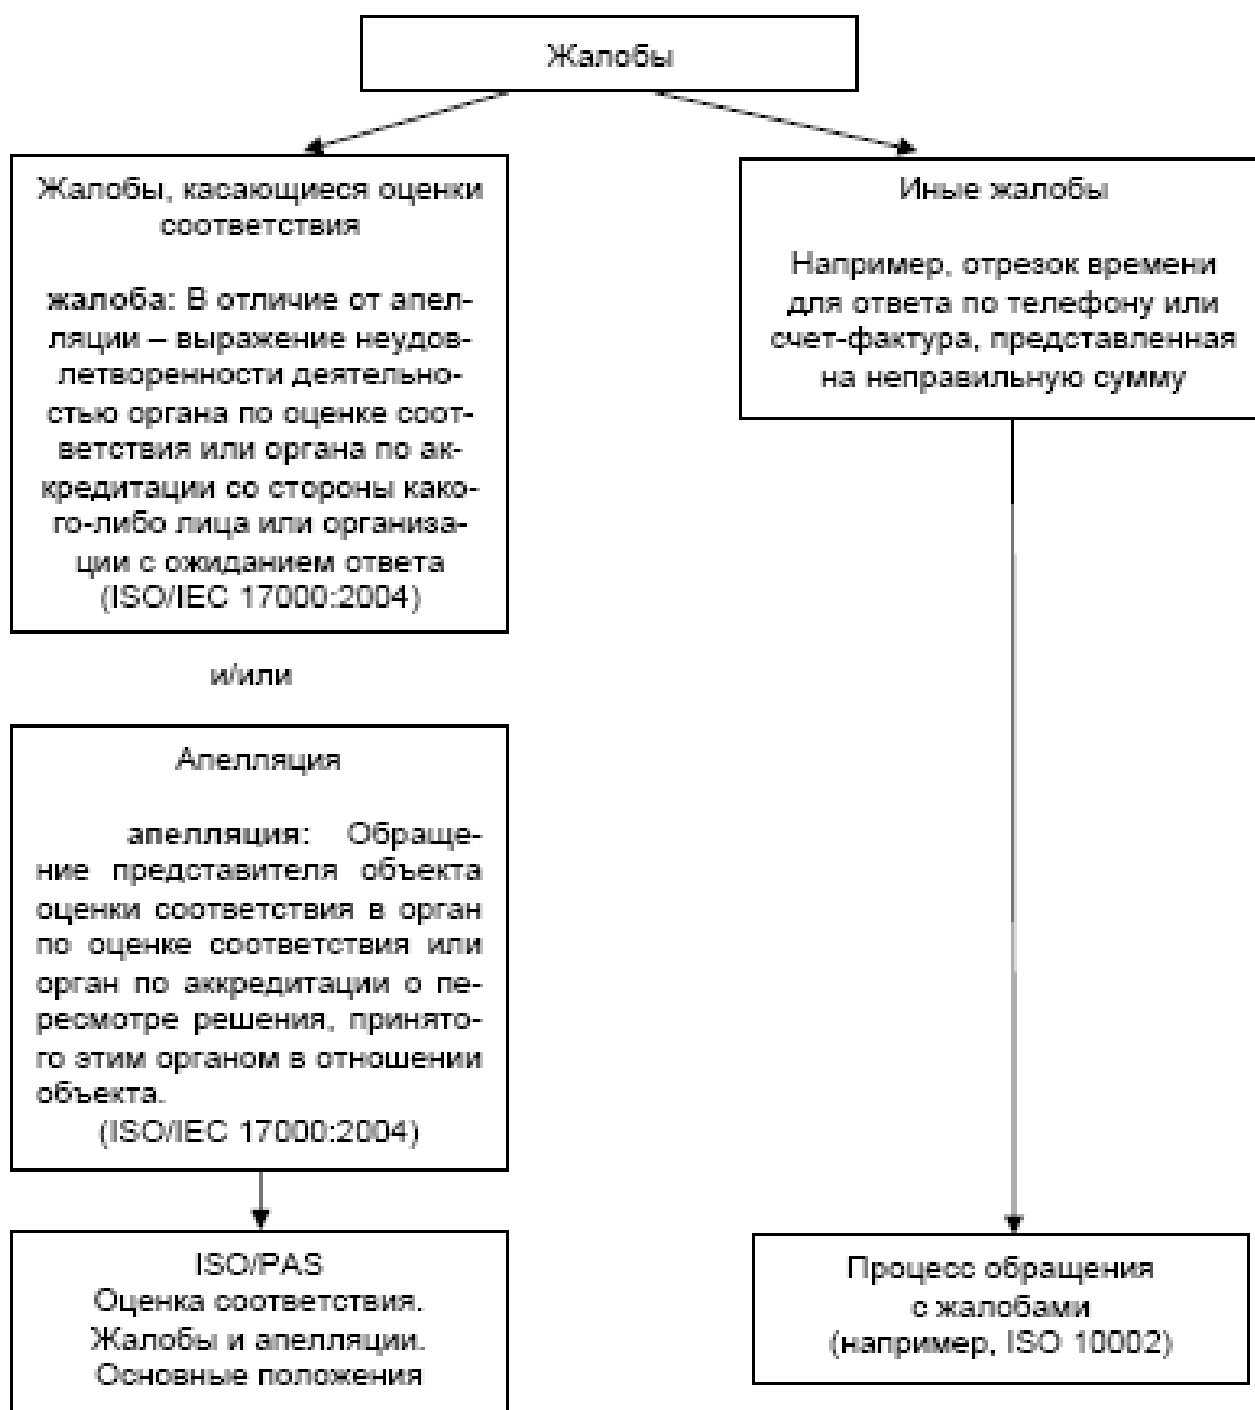 Жалобы
Жалобы, касающиеся оценки
соответствия
жалоба: В отличие от апел-
ляции – выражение неудов-
летворенности деятельно-
стью органа по оценке соот-
ветствия или органа по ак-
кредитации со стороны како-
го-либо лица или организа-
ции с ожиданием ответа
(ISO/IEC 17000:2004)
и/или
Апелляция
апелляция: Обраще-
ние представителя объекта
оценки соответствия в орган
по оценке соответствия или
орган по аккредитации о пе-
ресмотре решения, принято-
го этим органом в отношении
объекта.
(ISO/IEC 17000:2004)
ISO/PAS
Оценка соответствия.
Жалобы и апелляции.
Основные положения
Иные жалобы
Например, отрезок времени
для ответа по телефону или
счет-фактура, представленная
на неправильную сумму
Процесс обращения
с жалобами
(например, ISO 10002)